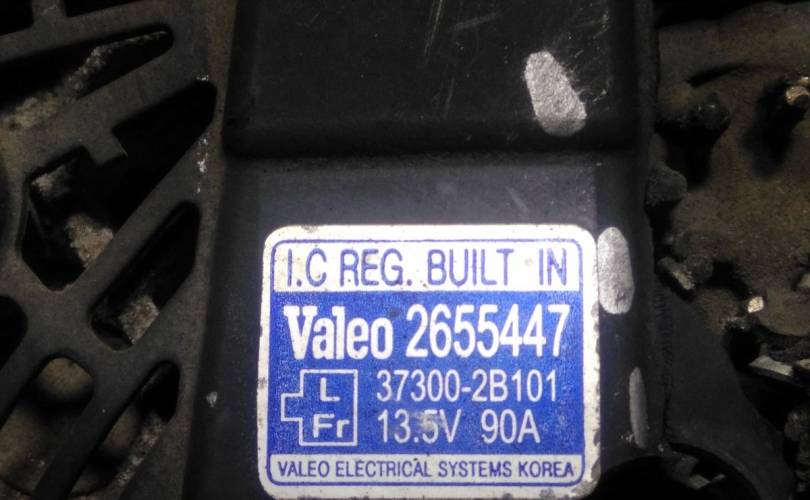 I.C REG. BUILT IN
Valeo 2655447
L 37300-2B101
Fr 13.5V 90A
VALEO ELECTRICAL SYSTEMS KOREA